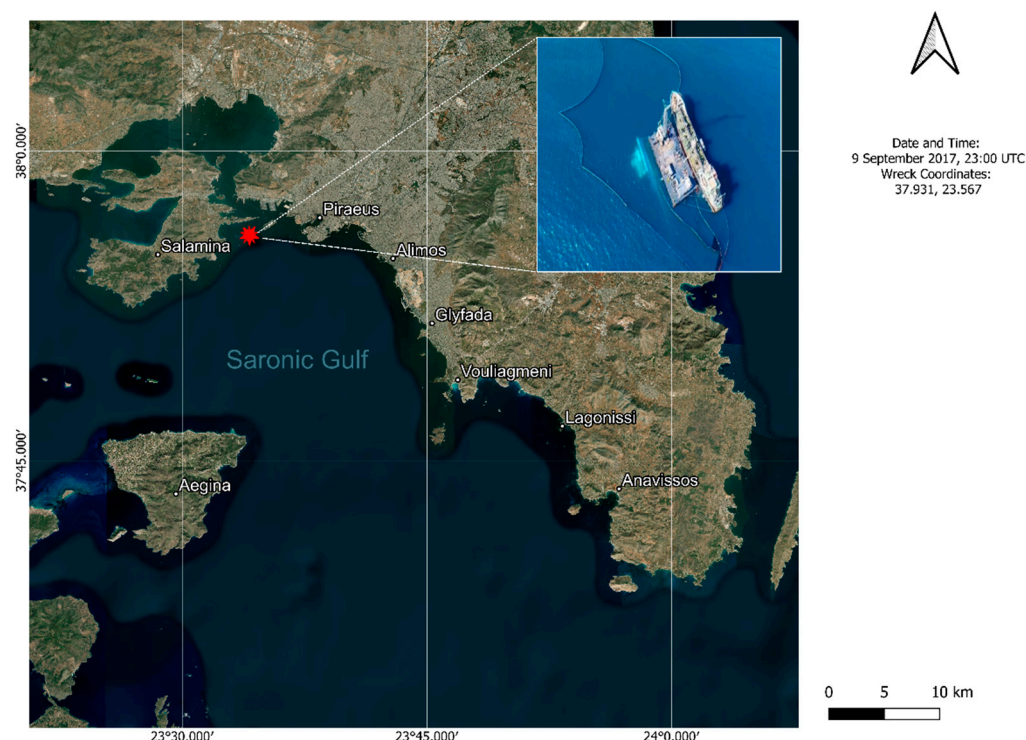 Date and Time:
9 September 2017, 23:00 UTC
Wreck Coordinates:
37.931, 23.567
38°0.000'
Piraeus
Salamina
Alimos
Glyfada
Saronic Gulf
Vouliagmeni
Lagonissi
37°45.000'
Aegina
Anavissos
0 5 10 km
23°30.000' 23°45.000' 24°0.000'